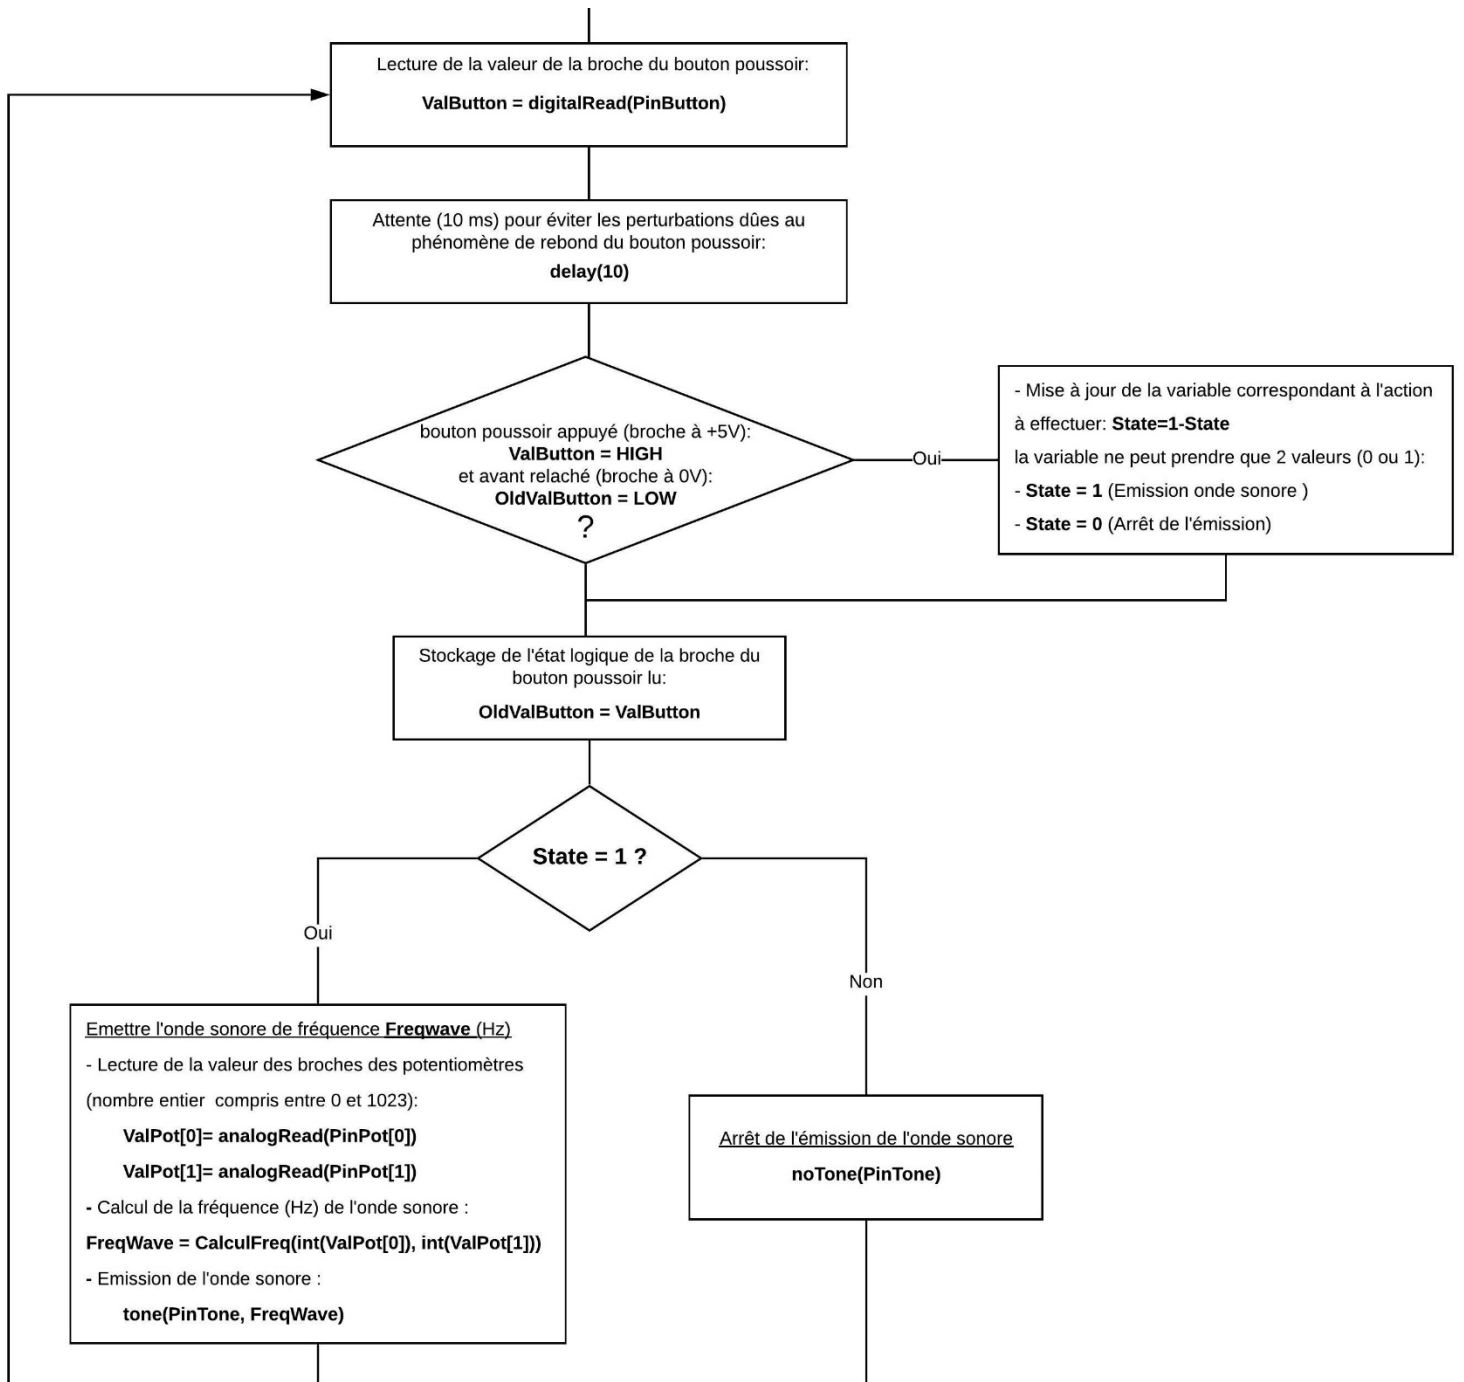 Lecture de la valeur de la broche du bouton poussoir:
ValButton = digitalRead(PinButton)
Attente (10 ms) pour éviter les perturbations dûes au
phénomène de rebond du bouton poussoir:
delay(10)
bouton poussoir appuyé (broche à +5V):
ValButton = HIGH
et avant relaché (broche à 0V):
OldValButton = LOW
?
Oui
- Mise à jour de la variable correspondant à l'action
à effectuer: State=1-State
la variable ne peut prendre que 2 valeurs (0 ou 1):
- State = 1 (Emission onde sonore )
- State = 0 (Arrêt de l'émission)
Stockage de l'état logique de la broche du
bouton poussoir lu:
OldValButton = ValButton
State = 1 ?
Oui
Non
Emettre l'onde sonore de fréquence Freqwave (Hz)
- Lecture de la valeur des broches des potentiomètres
(nombre entier  compris entre 0 et 1023):
ValPot[0]= analogRead(PinPot[0])
ValPot[1]= analogRead(PinPot[1])
- Calcul de la fréquence (Hz) de l'onde sonore :
FreqWave = CalculFreq(int(ValPot[0]), int(ValPot[1]))
- Emission de l'onde sonore :
tone(PinTone, FreqWave)
Arrêt de l'émission de l'onde sonore
noTone(PinTone)